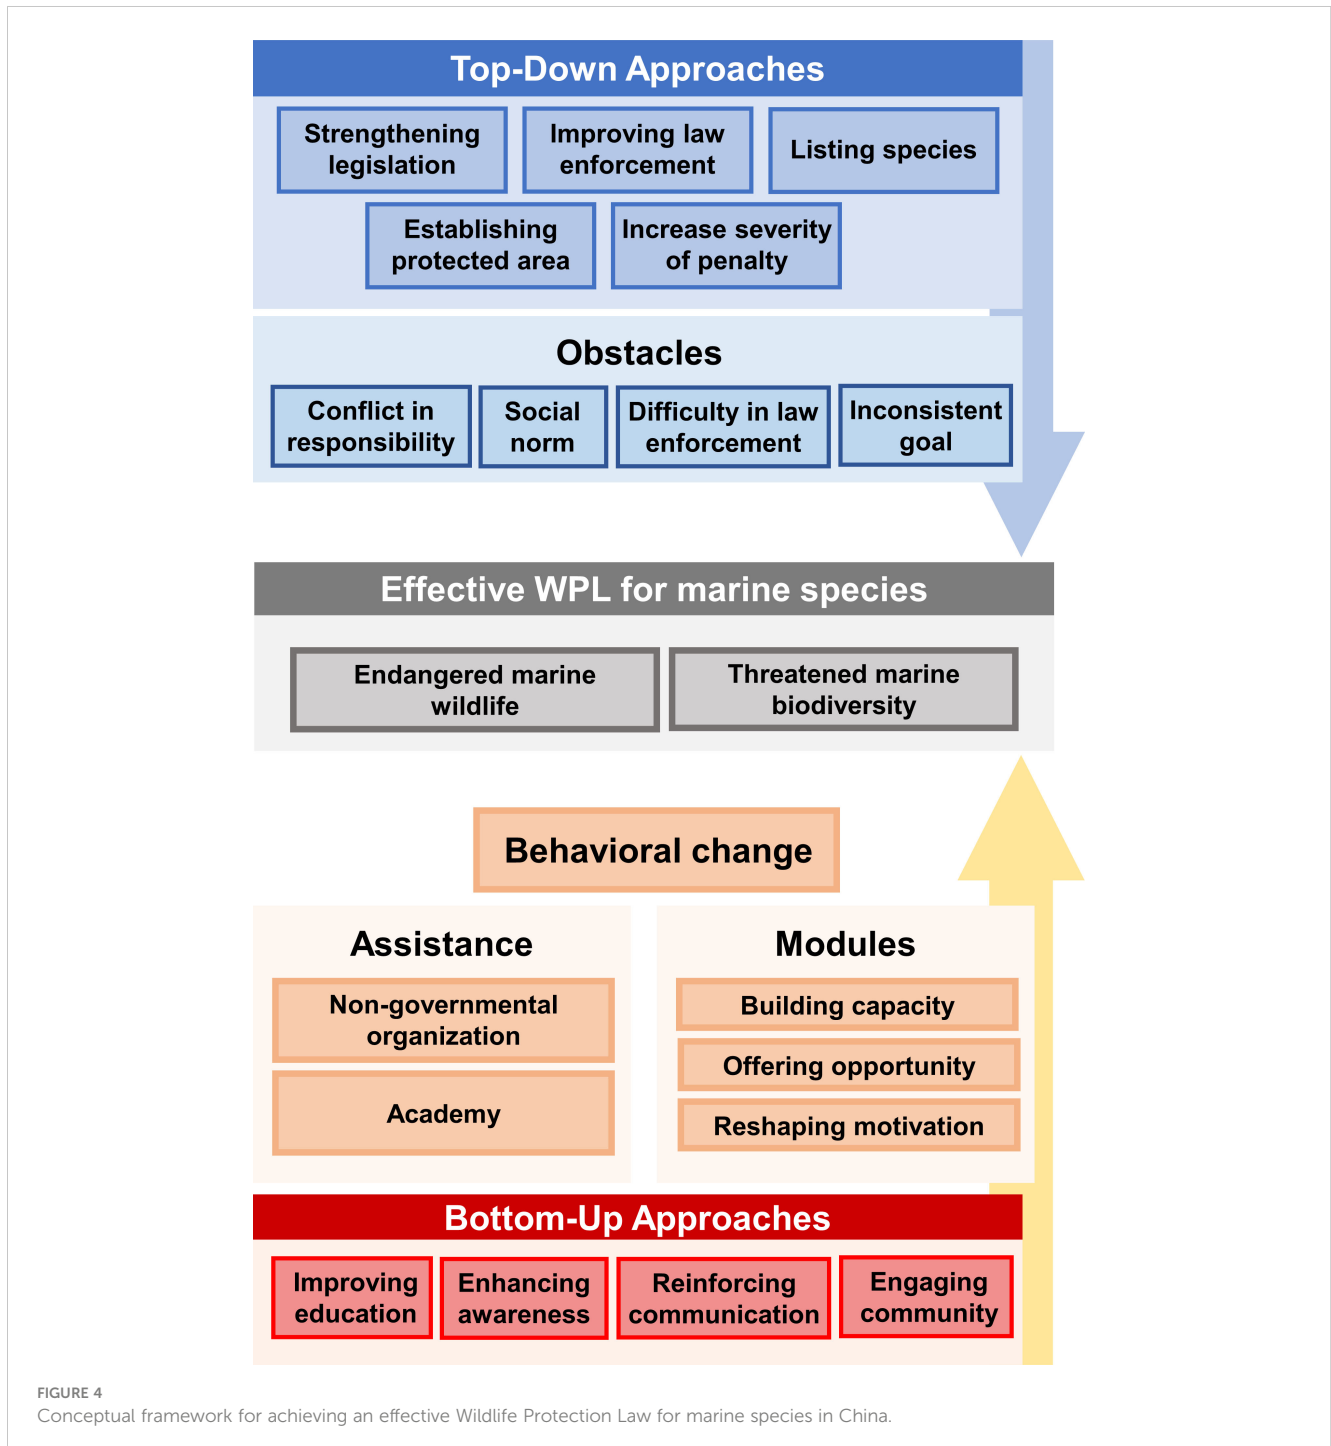 Top-Down Approaches
Strengthening
legislation
Improving law
enforcement
Listing species
Establishing
protected area
Increase severity
of penalty
Obstacles
Conflict in
responsibility
Social
norm
Difficulty in law
enforcement
Inconsistent
goal
Effective WPL for marine species
Endangered marine
wildlife
Threatened marine
biodiversity
Behavioral change
Assistance
Non-governmental
organization
Academy
Modules
Building capacity
Offering opportunity
Reshaping motivation
Bottom-Up Approaches
Improving
education
Enhancing
awareness
Reinforcing
communication
Engaging
community
FIGURE 4
Conceptual framework for achieving an effective Wildlife Protection Law for marine species in China.